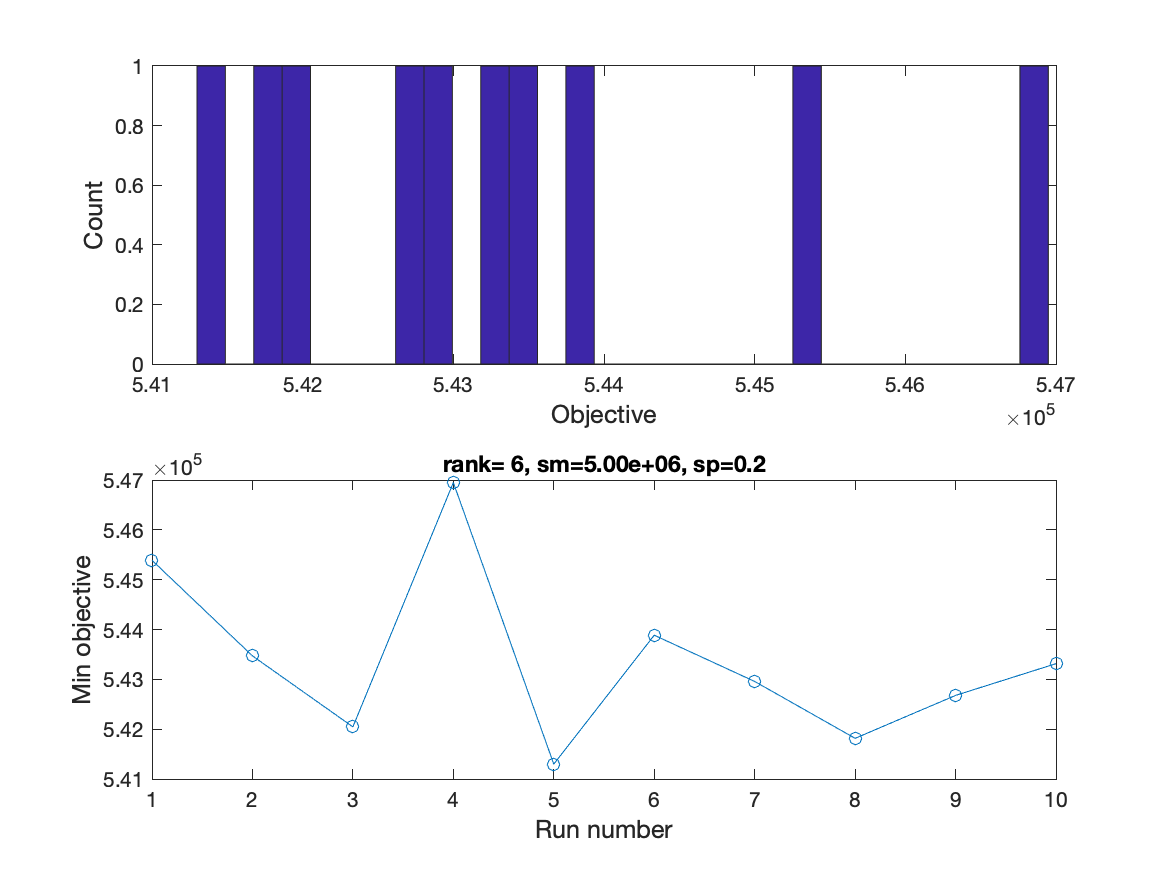 1
0.8
0.6
0.4
0.2
0
Count
5.41 5.42 5.43 5.44 5.45 5.46 5.47
Objective
×10^5
×10^5
rank= 6, sm=5.00e+06, sp=0.2
5.47
5.46
5.45
5.44
5.43
5.42
5.41
Min objective
1 2 3 4 5 6 7 8 9 10
Run number